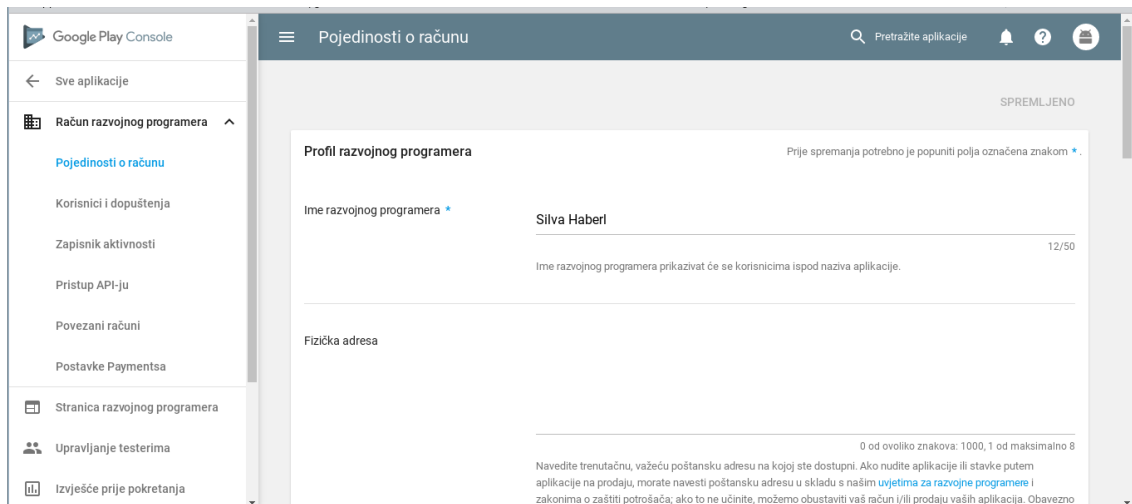 Google Play Console
Pojedinosti o računu
Pretražite aplikacije
Sve aplikacije
SPREMLJENO
Račun razvojnog programera
Pojedinosti o računu
Korisnici i dopuštenja
Zapisnik aktivnosti
Pristup API-ju
Povezani računi
Postavke Paymentsa
Stranica razvojnog programera
Upravljanje testerima
Izvješće prije pokretanja
Profil razvojnog programera
Prije spremanja potrebno je popuniti polja označena znakom * .
Ime razvojnog programera *
Silva Haberl
12/50
Ime razvojnog programera prikazivat će se korisnicima ispod naziva aplikacije.
Fizička adresa
0 od ovoliko znakova: 1000, 1 od maksimalno 8
Navedite trenutačnu, važeću poštansku adresu na kojoj ste dostupni. Ako nudite aplikacije ili stavke putem
aplikacije na prodaju, morate navesti poštansku adresu u skladu s našim uvjetima za razvojne programere i
zakonima o zaštiti potrošača; ako to ne učinite, možemo obustaviti vaš račun i/ili prodaju vaših aplikacija. Obavezno